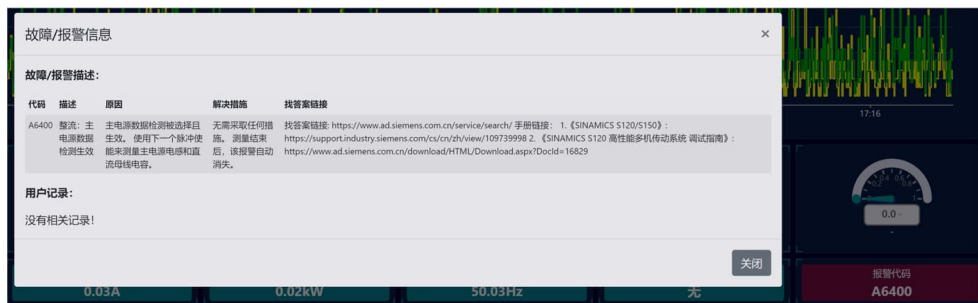 故障/报警信息
×
故障/报警描述:
代码 描述 原因 解决措施 找答案链接
A6400 整流:主 主电源数据检测被选择且 无需采取任何措 找答案链接: https://www.ad.siemens.com.cn/service/search/ 手册链接: 1.《SINAMICS S120/S150》:
电源数据 生效。 使用下一个脉冲使 施。 测量结束 https://support.industry.siemens.com/cs/cn/zh/view/109739998 2. 《SINAMICS S120 高性能多机传动系统 调试指南》:
检测生效 能来测量主电源电感和直 后,该报警自动 https://www.ad.siemens.com.cn/download/HTML/Download.aspx?DocId=16829
流母线电容。 消失。
用户记录:
没有相关记录!
关闭
17:16
0.2 0.4 0.6 0.8
1
0.0
-
报警代码
0.03A 0.02kW 50.03Hz 无 A6400